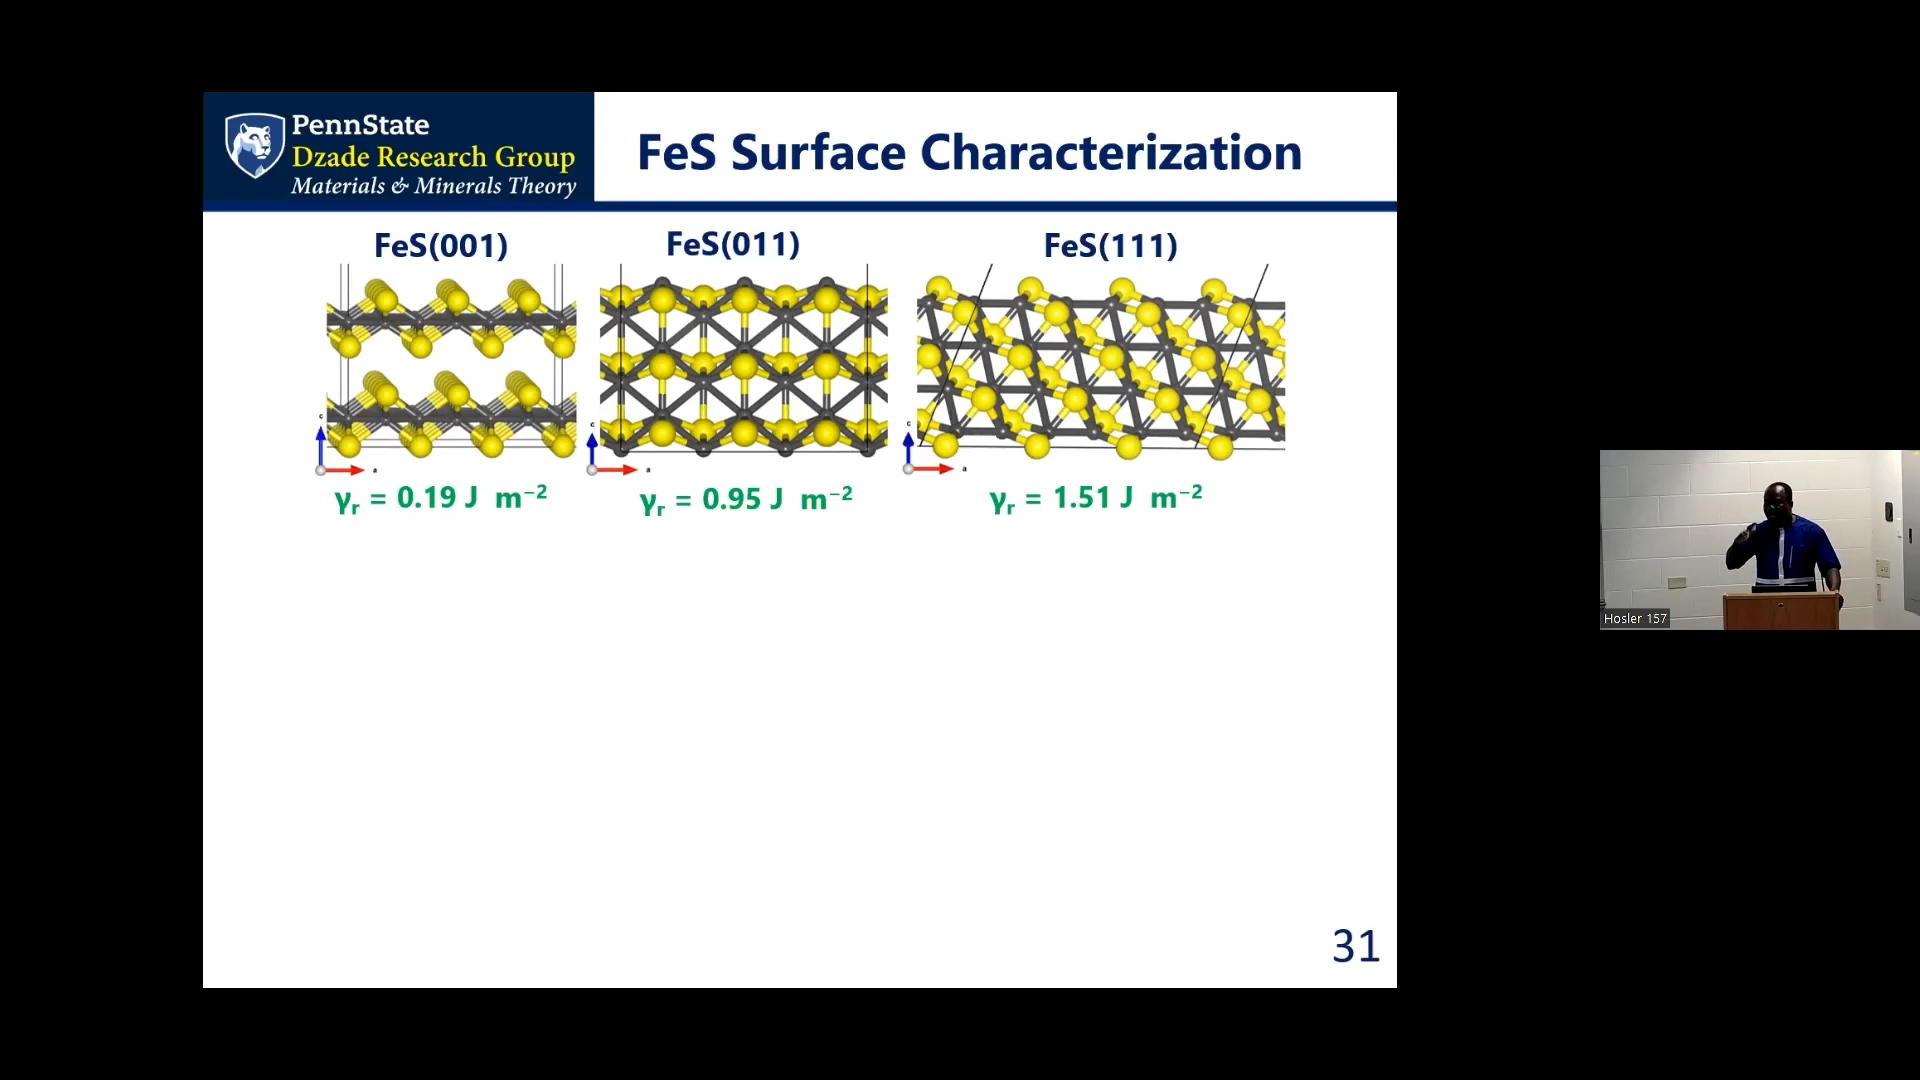 PennState
Dzade Research Group
Materials & Minerals Theory
FeS Surface Characterization
FeS(001)
FeS(011)
FeS(111)
c
a
c
a
c
a
γr = 0.19 J m⁻²
γr = 0.95 J m⁻²
γr = 1.51 J m⁻²
31
Hosler 157